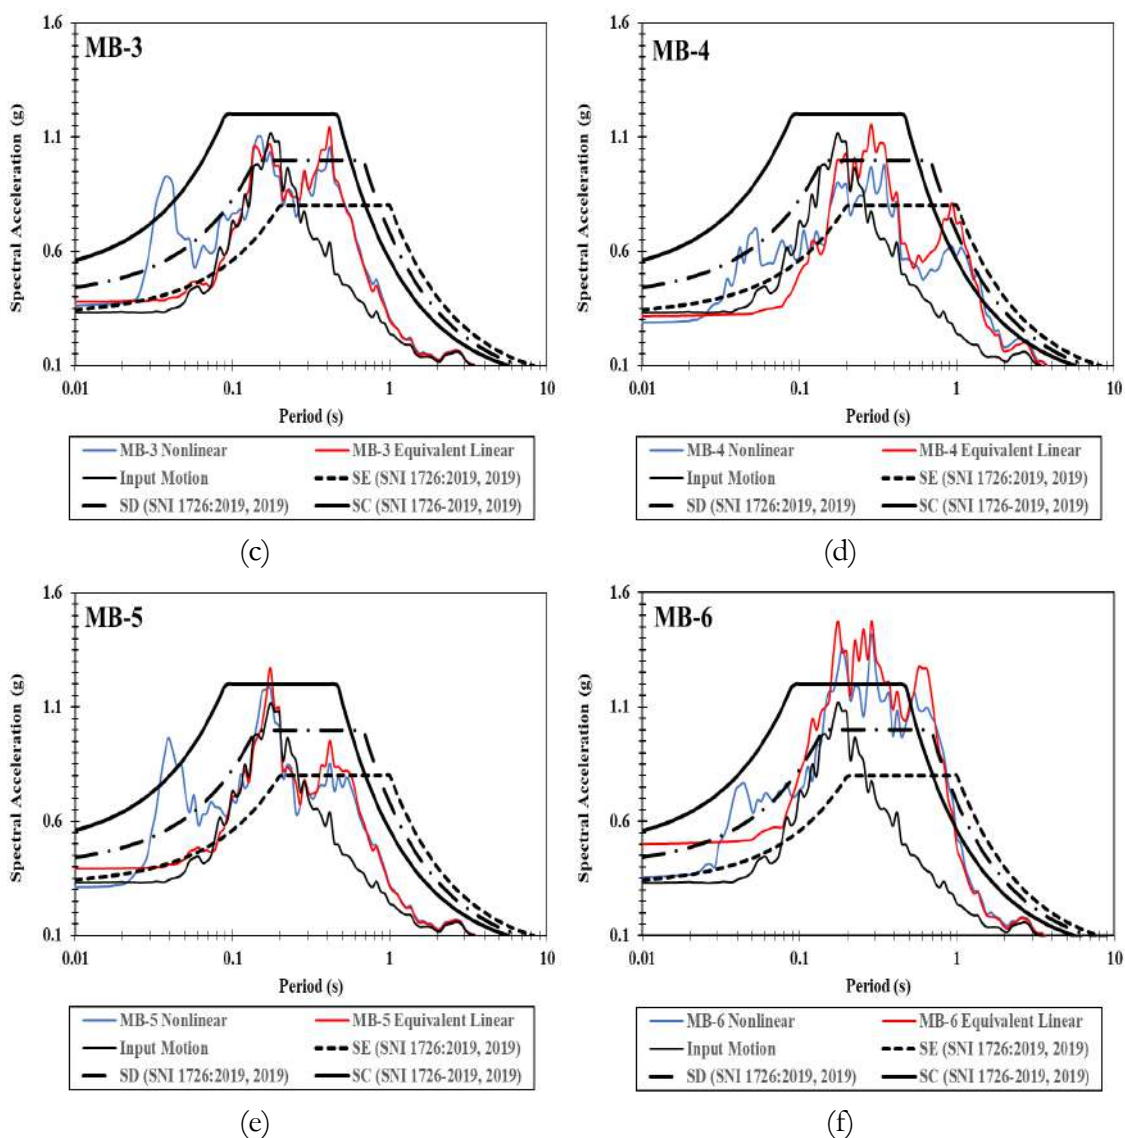 MB-3
Spectral Acceleration (g)
1.6
1.1
0.6
0.1
0.01 0.1 1 10
Period (s)
MB-3 Nonlinear MB-3 Equivalent Linear
Input Motion SE (SNI 1726:2019, 2019)
SD (SNI 1726:2019, 2019) SC (SNI 1726-2019, 2019)
(c)
MB-4
Spectral Acceleration (g)
1.6
1.1
0.6
0.1
0.01 0.1 1 10
Period (s)
MB-4 Nonlinear MB-4 Equivalent Linear
Input Motion SE (SNI 1726:2019, 2019)
SD (SNI 1726:2019, 2019) SC (SNI 1726-2019, 2019)
(d)
MB-5
Spectral Acceleration (g)
1.6
1.1
0.6
0.1
0.01 0.1 1 10
Period (s)
MB-5 Nonlinear MB-5 Equivalent Linear
Input Motion SE (SNI 1726:2019, 2019)
SD (SNI 1726:2019, 2019) SC (SNI 1726-2019, 2019)
(e)
MB-6
Spectral Acceleration (g)
1.6
1.1
0.6
0.1
0.01 0.1 1 10
Period (s)
MB-6 Nonlinear MB-6 Equivalent Linear
Input Motion SE (SNI 1726:2019, 2019)
SD (SNI 1726:2019, 2019) SC (SNI 1726-2019, 2019)
(f)